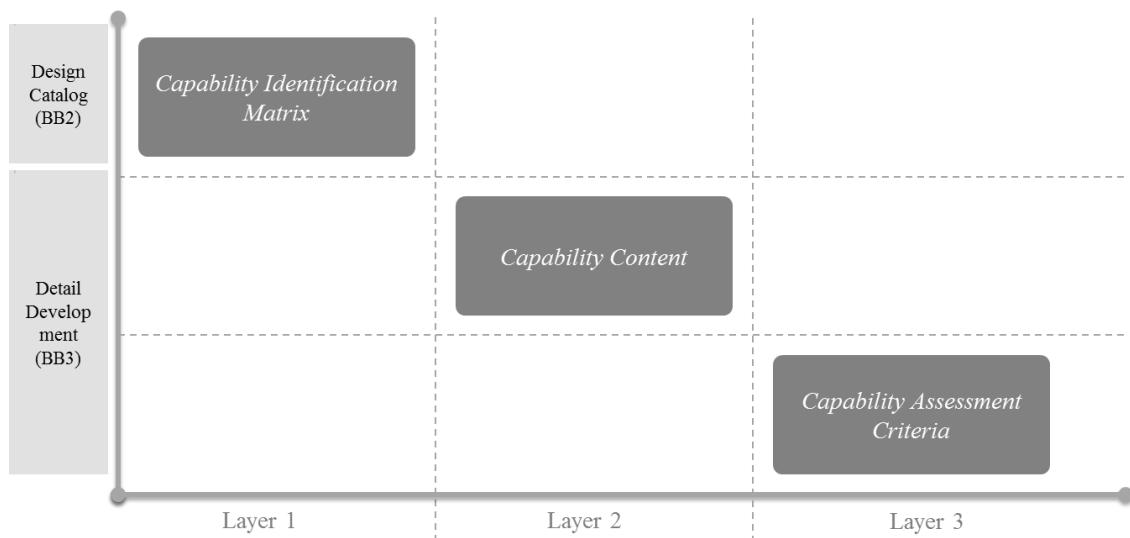 Design
Catalog
(BB2)
Capability Identification
Matrix
Capability Content
Detail
Develop
ment
(BB3)
Capability Assessment
Criteria
Layer 1
Layer 2
Layer 3